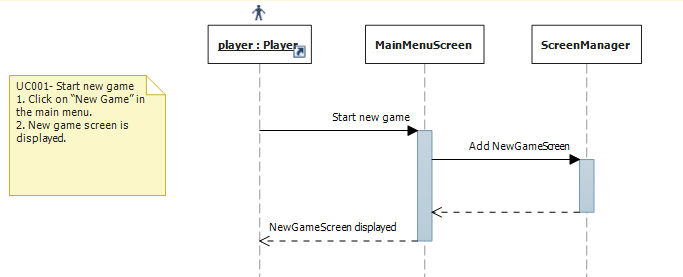 player : Player
MainMenuScreen
ScreenManager
UC001- Start new game
1. Click on “New Game” in
the main menu.
2. New game screen is
displayed.
Start new game
Add NewGameScreen
NewGameScreen displayed